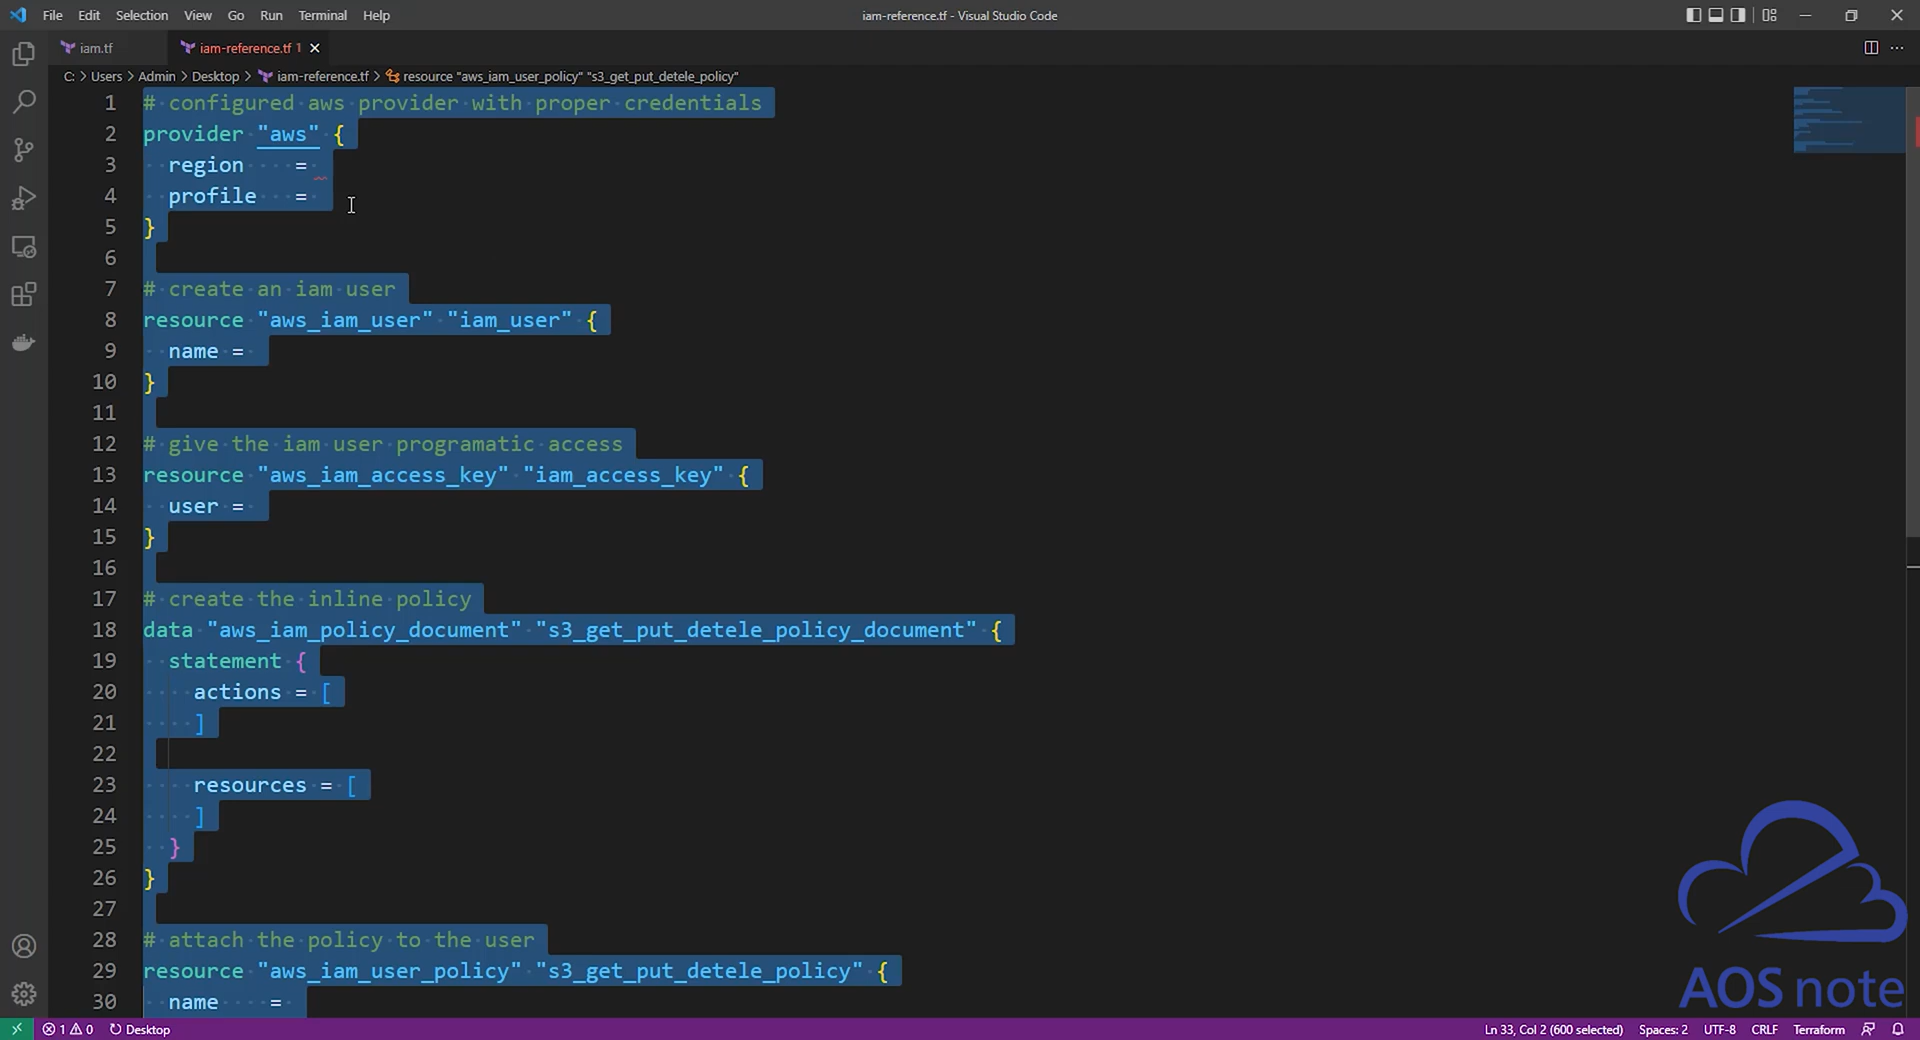 File Edit Selection View Go Run Terminal Help
iam-reference.tf - Visual Studio Code
iam.tf
iam-reference.tf 1
C: > Users > Admin > Desktop > iam-reference.tf > resource "aws_iam_user_policy" "s3_get_put_detele_policy"
1 # configured aws provider with proper credentials
2 provider "aws" {
3 region =
4 profile =
5 }
6
7 # create an iam user
8 resource "aws_iam_user" "iam_user" {
9 name =
10 }
11
12 # give the iam user programatic access
13 resource "aws_iam_access_key" "iam_access_key" {
14 user =
15 }
16
17 # create the inline policy
18 data "aws_iam_policy_document" "s3_get_put_detele_policy_document" {
19 statement {
20 actions = [
21 ]
22
23 resources = [
24 ]
25 }
26 }
27
28 # attach the policy to the user
29 resource "aws_iam_user_policy" "s3_get_put_detele_policy" {
30 name =
AOS note
1 0 Desktop
Ln 33, Col 2 (600 selected) Spaces: 2 UTF-8 CRLF Terraform